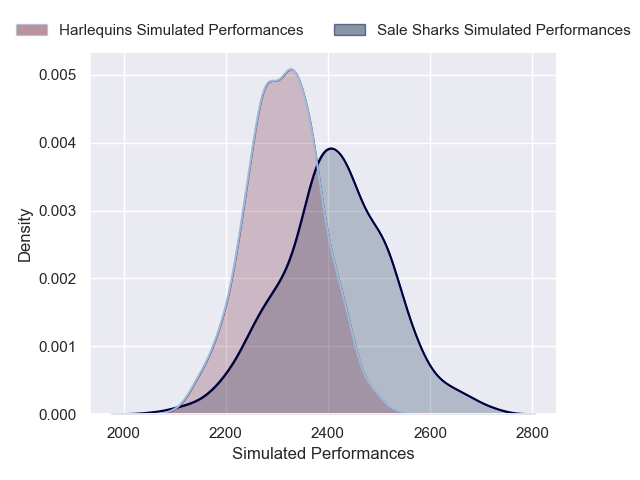 Harlequins Simulated Performances Sale Sharks Simulated Performances
0.005
0.004
0.003
0.002
0.001
0.000
Density
2000 2200 2400 2600 2800
Simulated Performances